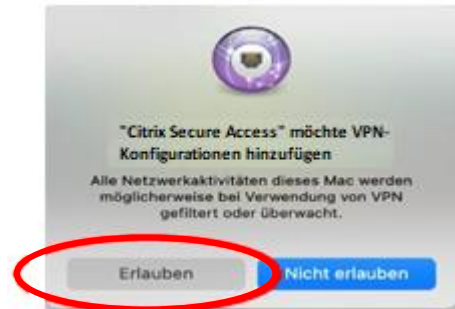 "Citrix Secure Access" möchte VPN-
Konfigurationen hinzufügen
Alle Netzwerkaktivitäten dieses Mac werden
möglicherweise bei Verwendung von VPN
gefiltert oder überwacht.
Erlauben Nicht erlauben